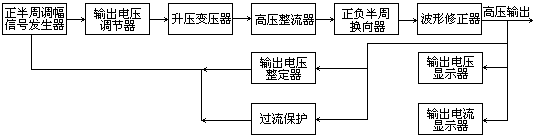 正半周调幅
信号发生器
输出电压
调节器
升压变压器
高压整流器
正负半周
换向器
波形修正器
高压输出
输出电压
整定器
输出电压
显示器
过流保护
输出电流
显示器